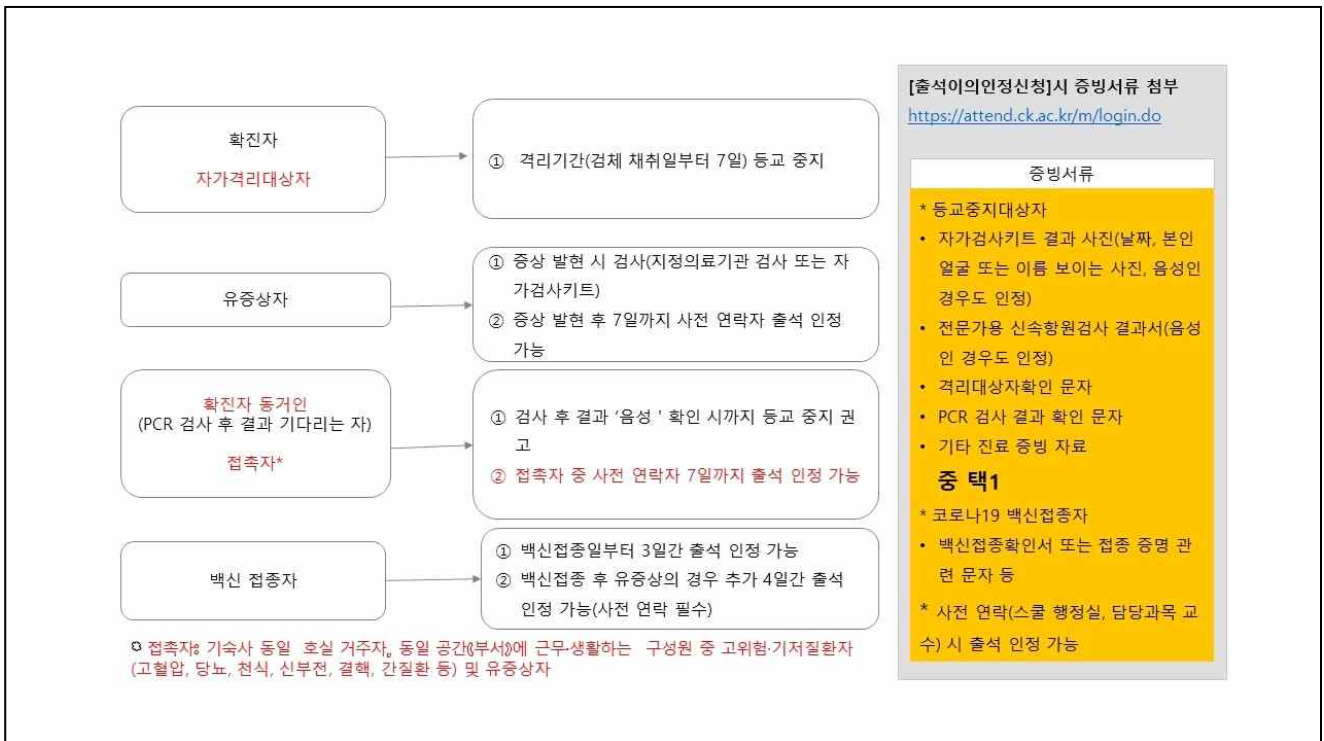 확진자
자가격리대상자
① 격리기간(검체 채취일부터 7일) 등교 중지
유증상자
① 증상 발현 시 검사(지정의료기관 검사 또는 자
가검사키트)
② 증상 발현 후 7일까지 사전 연락자 출석 인정
가능
확진자 동거인
(PCR 검사 후 결과 기다리는 자)
접촉자*
① 검사 후 결과 ‘음성 ’ 확인 시까지 등교 중지 권
고
② 접촉자 중 사전 연락자 7일까지 출석 인정 가능
백신 접종자
① 백신접종일부터 3일간 출석 인정 가능
② 백신접종 후 유증상의 경우 추가 4일간 출석
인정 가능(사전 연락 필수)
¤ 접촉자: 기숙사 동일 호실 거주자, 동일 공간(부서)에 근무·생활하는 구성원 중 고위험·기저질환자
(고혈압, 당뇨, 천식, 신부전, 결핵, 간질환 등) 및 유증상자
[출석이의인정신청]시 증빙서류 첨부
https://attend.ck.ac.kr/m/login.do
증빙서류
* 등교중지대상자
• 자가검사키트 결과 사진(날짜, 본인
얼굴 또는 이름 보이는 사진, 음성인
경우도 인정)
• 전문가용 신속항원검사 결과서(음성
인 경우도 인정)
• 격리대상자확인 문자
• PCR 검사 결과 확인 문자
• 기타 진료 증빙 자료
중 택1
* 코로나19 백신접종자
• 백신접종확인서 또는 접종 증명 관
련 문자 등
* 사전 연락(스쿨 행정실, 담당과목 교
수) 시 출석 인정 가능